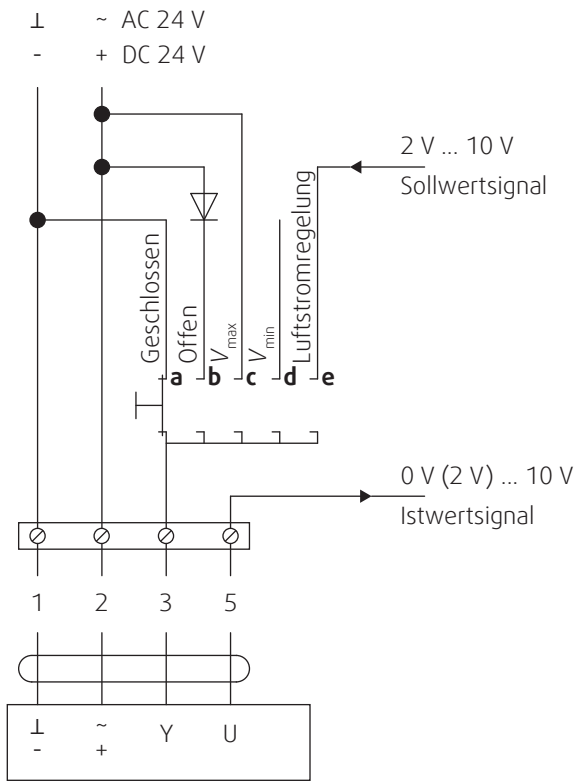 ⊥ ~ AC 24 V
- + DC 24 V
2 V ... 10 V
Sollwertsignal
Geschlossen
Offen
Vmax
Vmin
Luftstromregelung
a b c d e
0 V (2 V) ... 10 V
Istwertsignal
1 2 3 5
⊥ ~ Y U
- +